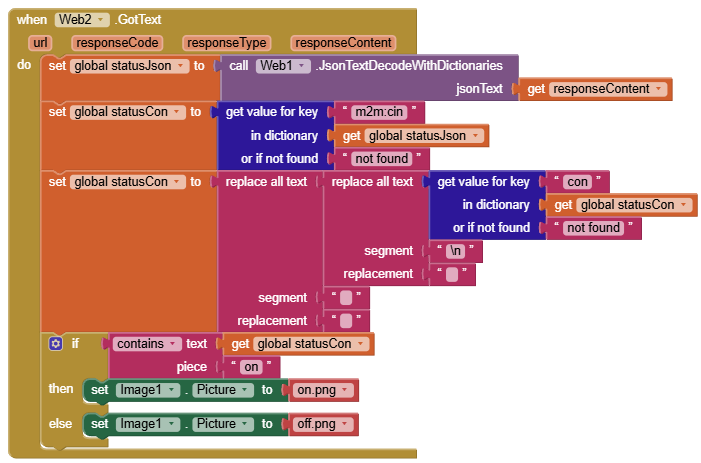 when Web2 .GotText
url responseCode responseType responseContent
do set global statusJson to call Web1 .JsonTextDecodeWithDictionaries
jsonText get responseContent
set global statusCon to get value for key " m2m:cin "
in dictionary get global statusJson
or if not found " not found "
set global statusCon to replace all text replace all text get value for key " con "
in dictionary get global statusCon
or if not found " not found "
segment " \n "
replacement " "
segment " "
replacement " "
if contains text get global statusCon
piece " on "
then set Image1 . Picture to on.png
else set Image1 . Picture to off.png